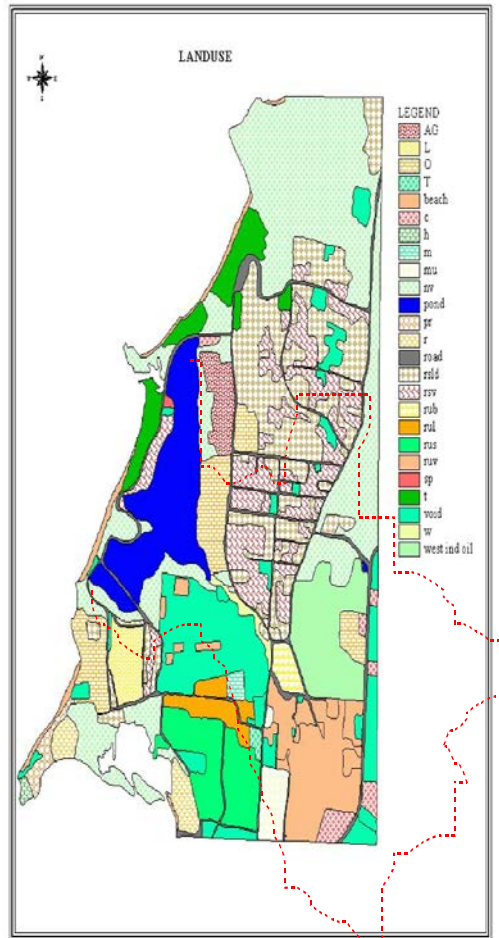 LANDUSE
LEGEND
AG
L
O
T
beach
c
h
m
mu
nv
pond
pr
r
road
rsv
rub
rul
rus
ruv
sp
t
void
w
west ind oil